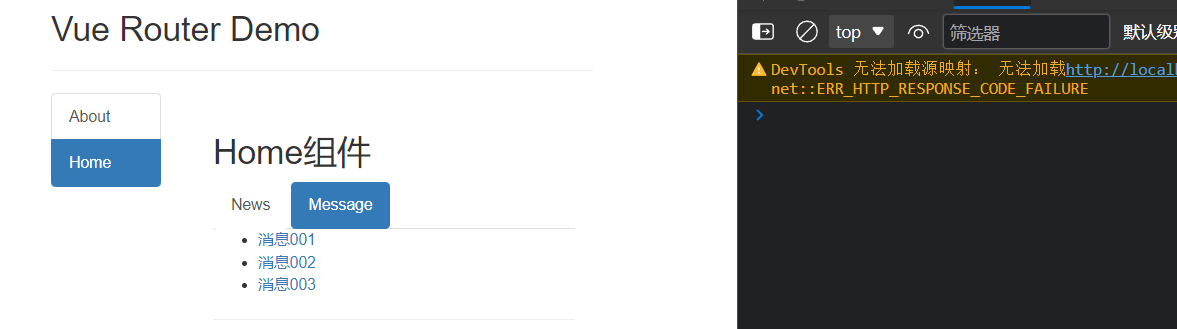 Vue Router Demo
About
Home
Home组件
News
Message
消息001
消息002
消息003
top
筛选器
默认级
DevTools 无法加载源映射： 无法加载http://local
net::ERR_HTTP_RESPONSE_CODE_FAILURE